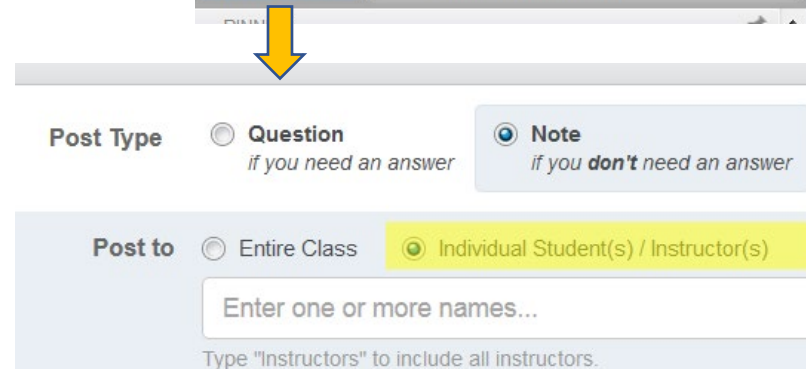 Post Type Question Note
if you need an answer if you don't need an answer
Post to Entire Class Individual Student(s) / Instructor(s)
Enter one or more names...
Type "Instructors" to include all instructors.